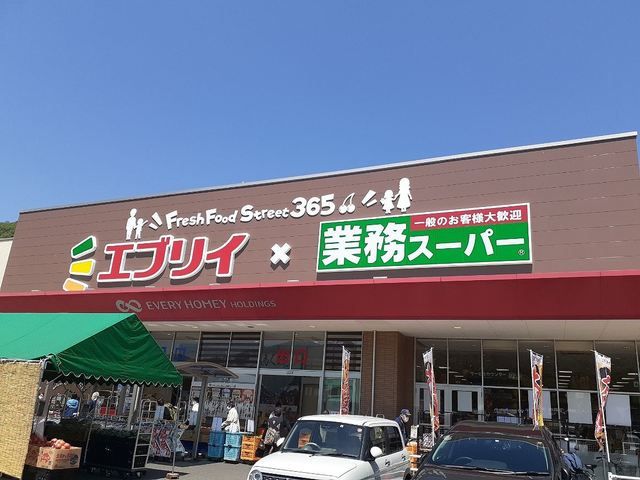 Fresh Food Street 365
エブリイ
×
一般のお客様大歓迎
業務スーパー®
EVERY HOMEY HOLDINGS